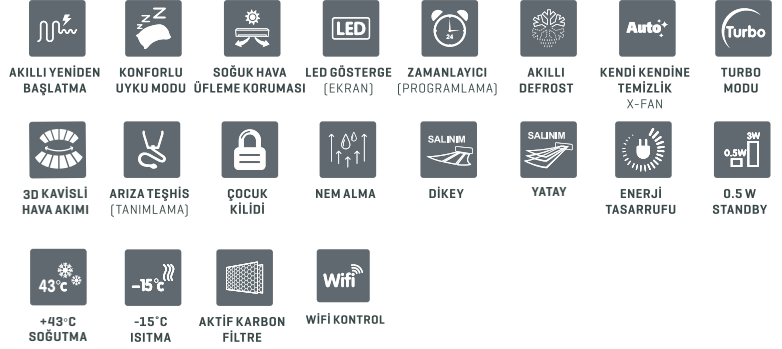 LED
24
Auto
Turbo
AKILLI YENİDEN
BAŞLATMA
KONFORLU
UYKU MODU
SOĞUK HAVA
ÜFLEME KORUMASI
LED GÖSTERGE
(EKRAN)
ZAMANLAYICI
(PROGRAMLAMA)
AKILLI
DEFROST
KENDİ KENDİNE
TEMİZLİK
X-FAN
TURBO
MODU
SALINIM
SALINIM
3W
0.5W
3D KAVİSLİ
HAVA AKIMI
ARIZA TEŞHİS
(TANIMLAMA)
ÇOCUK
KİLİDİ
NEM ALMA
DİKEY
YATAY
ENERJİ
TASARRUFU
0.5 W
STANDBY
43°C
-15°C
Wifi
+43°C
SOĞUTMA
-15°C
ISITMA
AKTİF KARBON
FİLTRE
WİFİ KONTROL